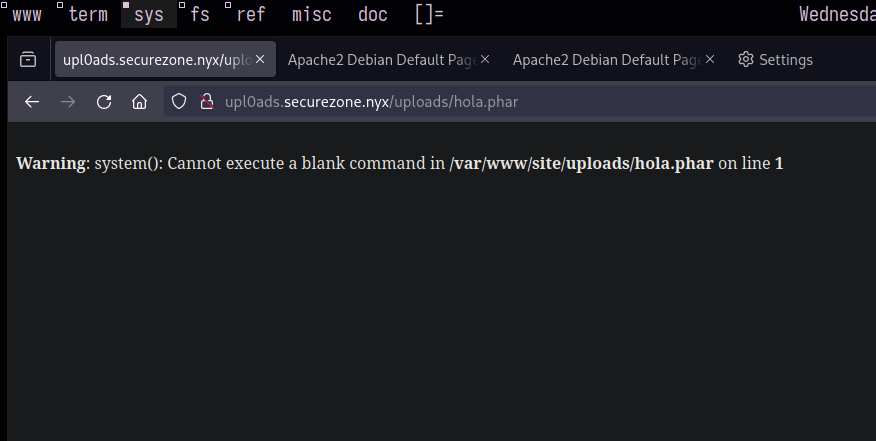 www term sys fs ref misc doc []= Wednesda
upl0ads.securezone.nyx/uplo Apache2 Debian Default Page Apache2 Debian Default Page Settings
upl0ads.securezone.nyx/uploads/hola.phar
Warning: system(): Cannot execute a blank command in /var/www/site/uploads/hola.phar on line 1